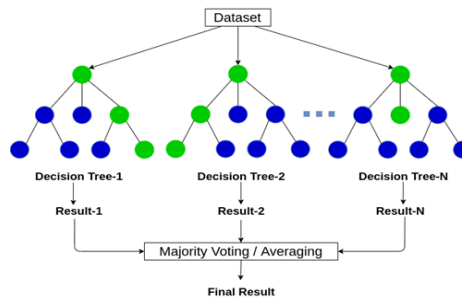 Dataset
Decision Tree-1 Decision Tree-2 Decision Tree-N
Result-1 Result-2 Result-N
Majority Voting / Averaging
Final Result